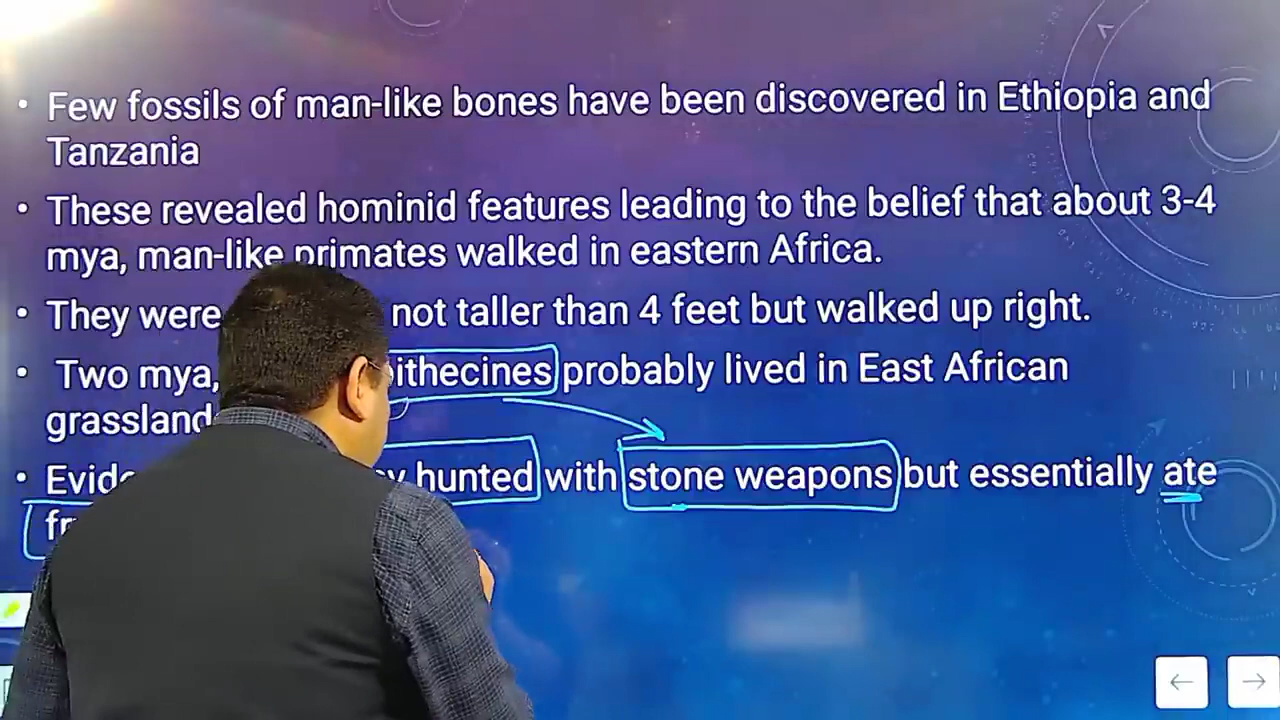 • Few fossils of man-like bones have been discovered in Ethiopia and
Tanzania
• These revealed hominid features leading to the belief that about 3-4
mya, man-like primates walked in eastern Africa.
• They were not taller than 4 feet but walked up right.
• Two mya, probably lived in East African
• hunted with stone weapons but essentially ate